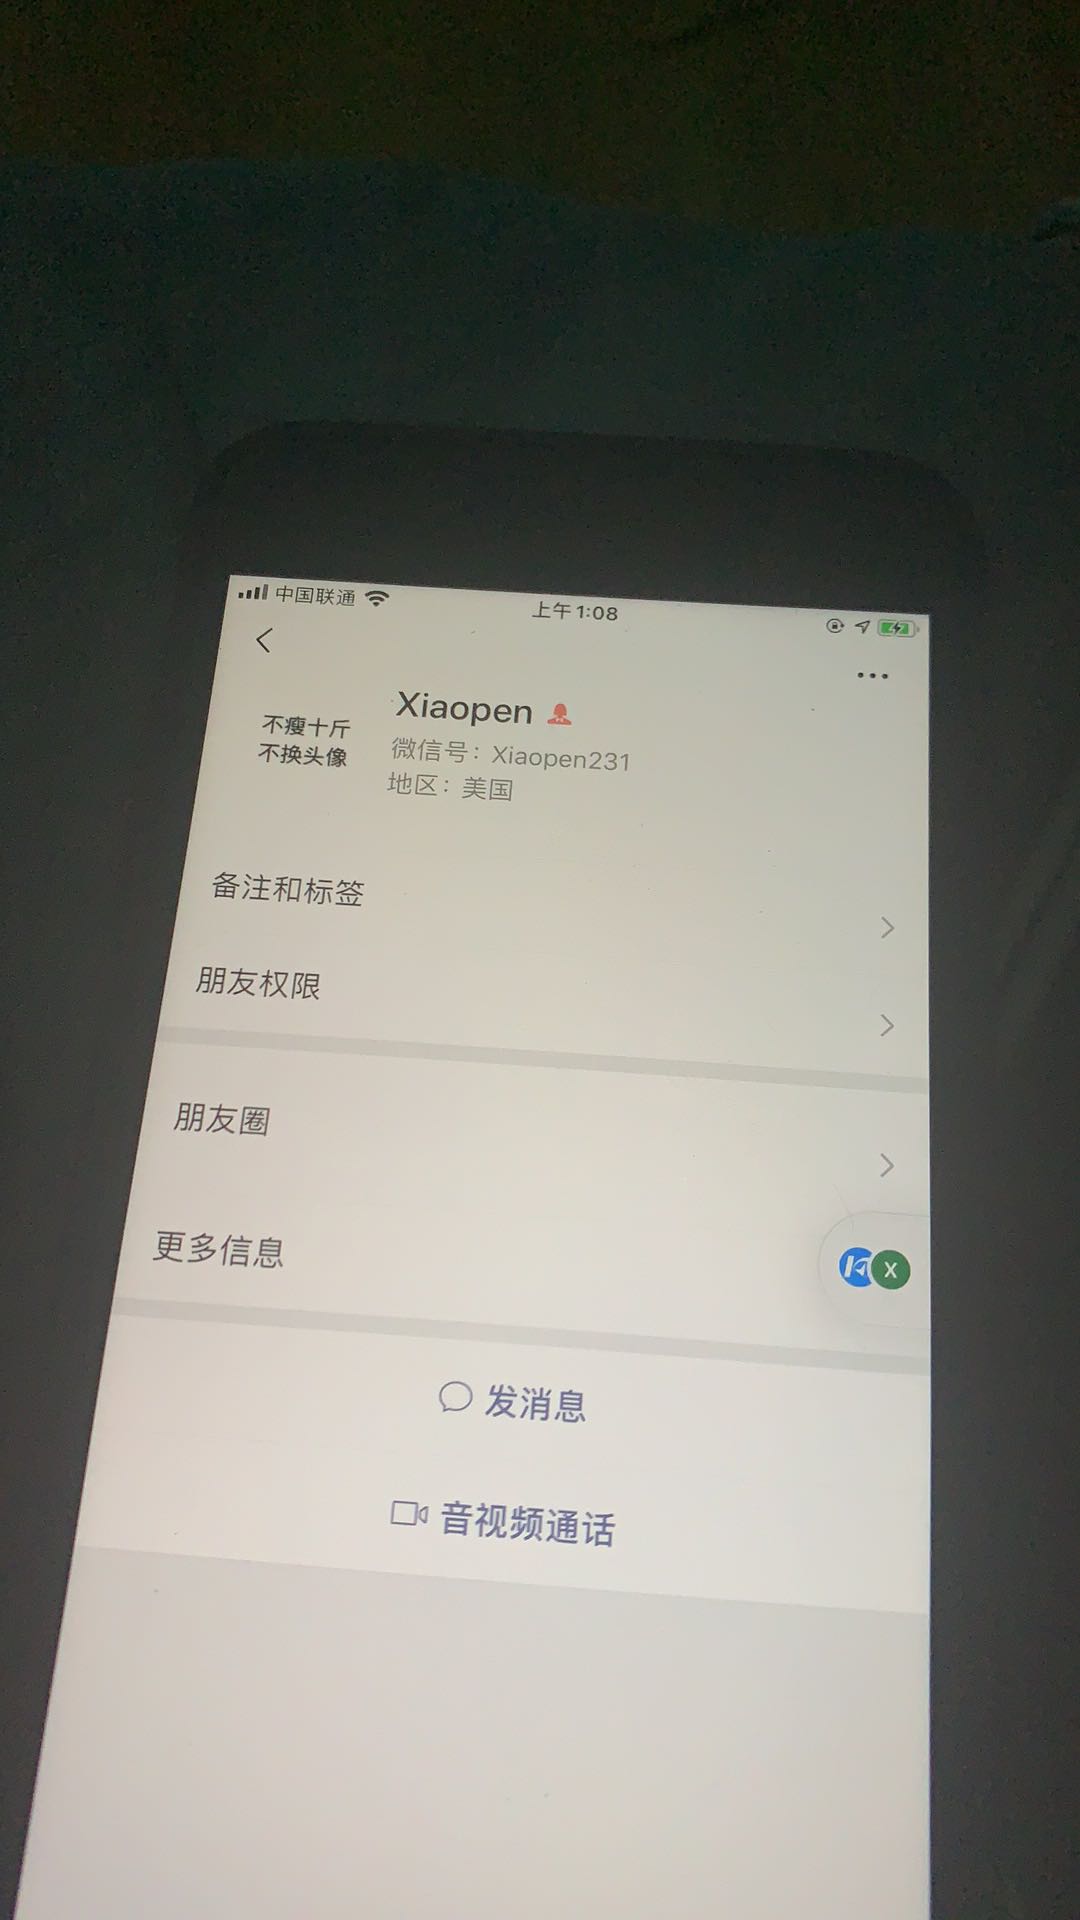 中国联通
上午1:08
不瘦十斤
不换头像
Xiaopen
微信号：Xiaopen231
地区：美国
备注和标签
朋友权限
朋友圈
更多信息
X
发消息
音视频通话